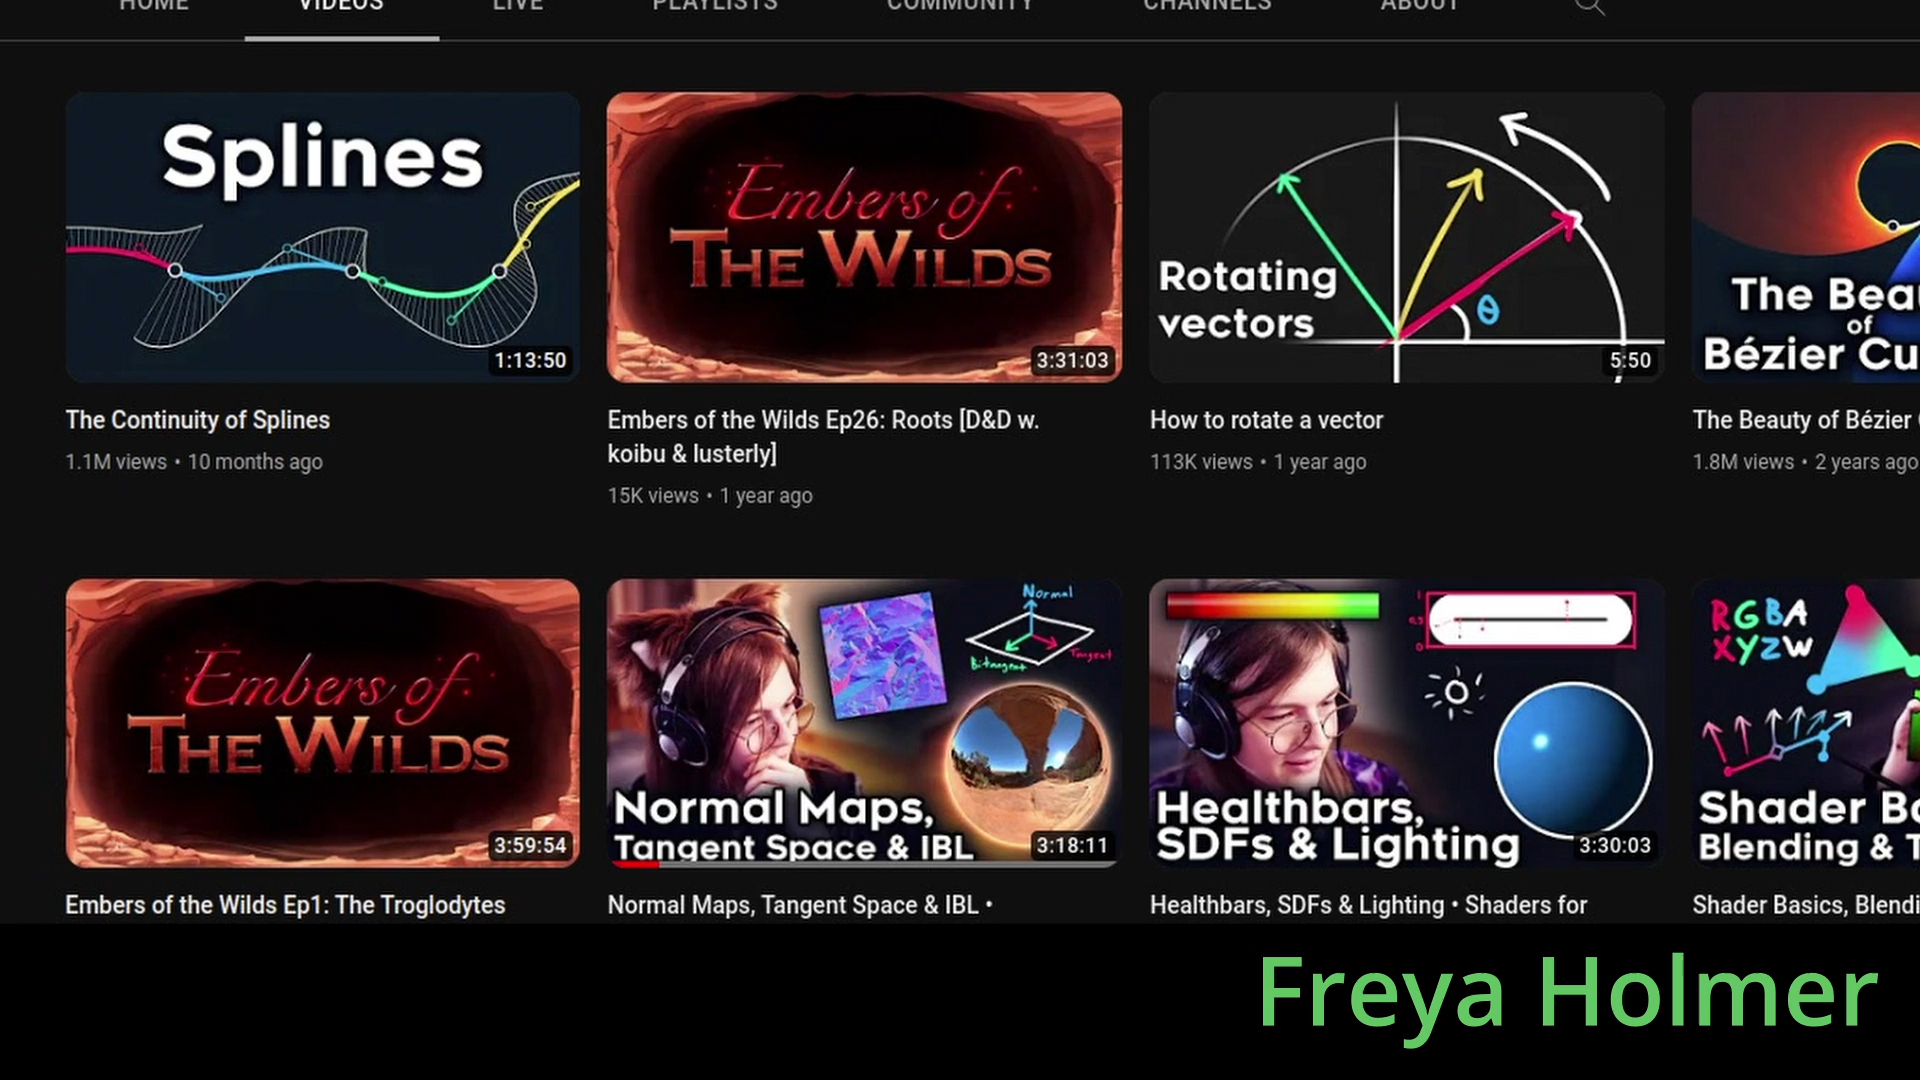 HOME VIDEOS LIVE PLAYLISTS COMMUNITY CHANNELS ABOUT
Splines
1:13:50
The Continuity of Splines
1.1M views • 10 months ago
Embers of
THE WILDS
3:31:03
Embers of the Wilds Ep26: Roots [D&D w.
koibu & lusterly]
15K views • 1 year ago
Rotating
vectors
θ
5:50
How to rotate a vector
113K views • 1 year ago
The Beau
of
Bézier Cu
The Beauty of Bézier
1.8M views • 2 years ago
Embers of
THE WILDS
3:59:54
Embers of the Wilds Ep1: The Troglodytes
Normal
Bitangent
Tangent
Normal Maps,
Tangent Space & IBL
3:18:11
Normal Maps, Tangent Space & IBL •
1
0.5
0
Healthbars,
SDFs & Lighting
3:30:03
Healthbars, SDFs & Lighting • Shaders for
RGBA
XYZW
Shader Ba
Blending & T
Shader Basics, Blendi
Freya Holmer